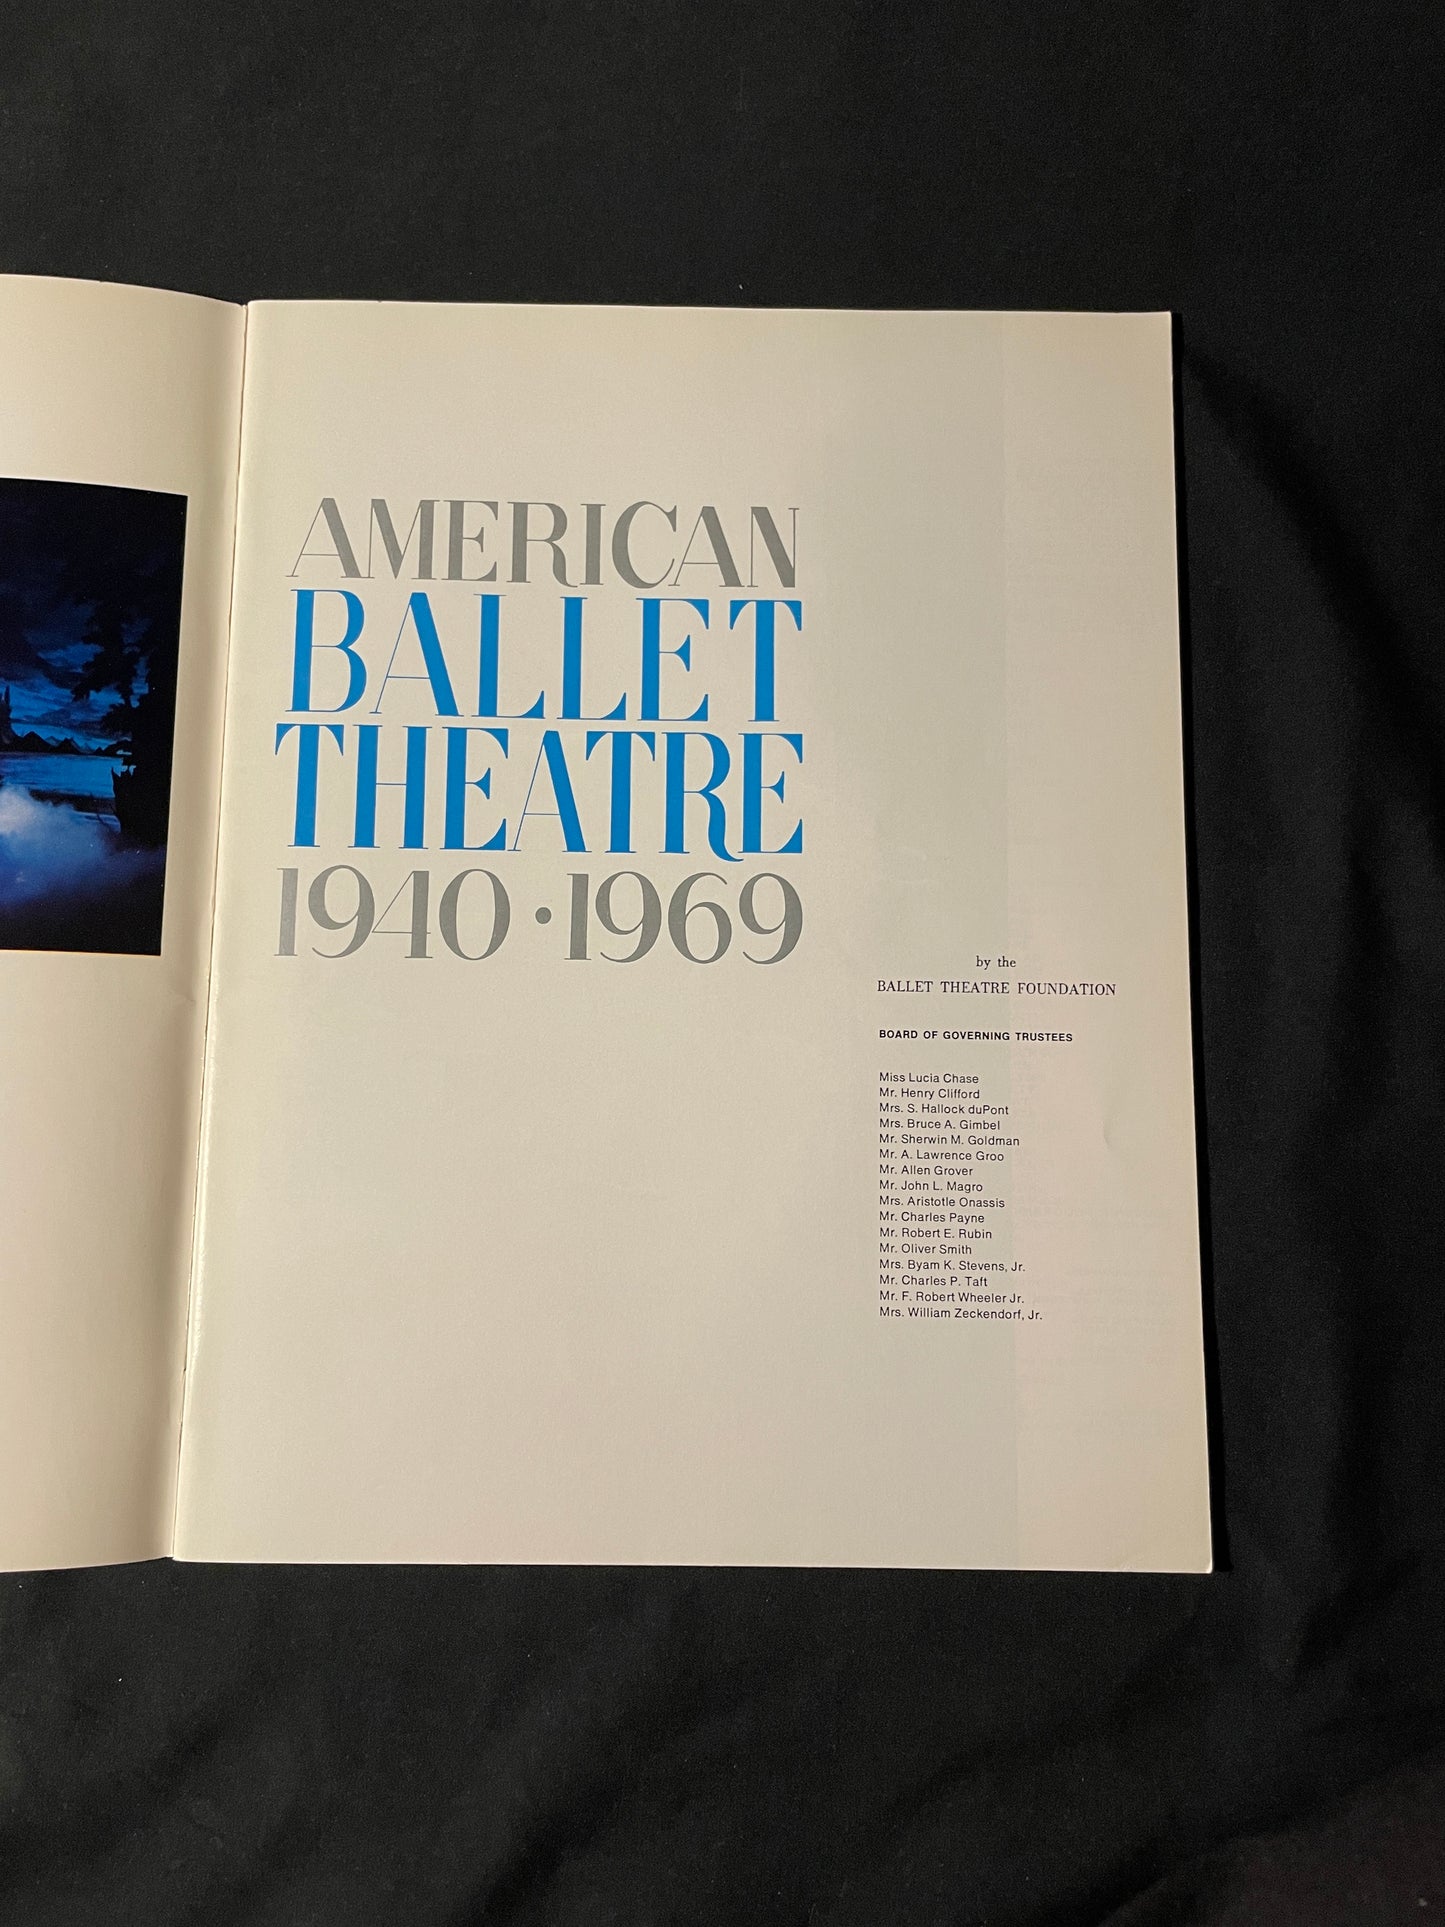 AMERICAN
BALLET
THEATRE
1940 · 1969
by the
BALLET THEATRE FOUNDATION
BOARD OF GOVERNING TRUSTEES
Miss Lucia Chase
Mr. Henry Clifford
Mrs. S. Hallock duPont
Mrs. Bruce A. Gimbel
Mr. Sherwin M. Goldman
Mr. A. Lawrence Groo
Mr. Allen Grover
Mr. John L. Magro
Mrs. Aristotle Onassis
Mr. Charles Payne
Mr. Robert E. Rubin
Mr. Oliver Smith
Mrs. Byam K. Stevens, Jr.
Mr. Charles P. Taft
Mr. F. Robert Wheeler Jr.
Mrs. William Zeckendorf, Jr.